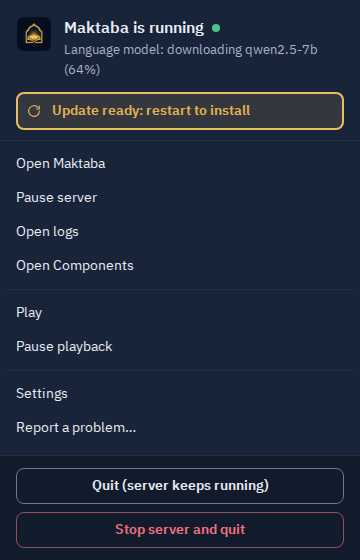 Maktaba is running
Language model: downloading qwen2.5-7b
(64%)
Update ready: restart to install
Open Maktaba
Pause server
Open logs
Open Components
Play
Pause playback
Settings
Report a problem...
Quit (server keeps running)
Stop server and quit